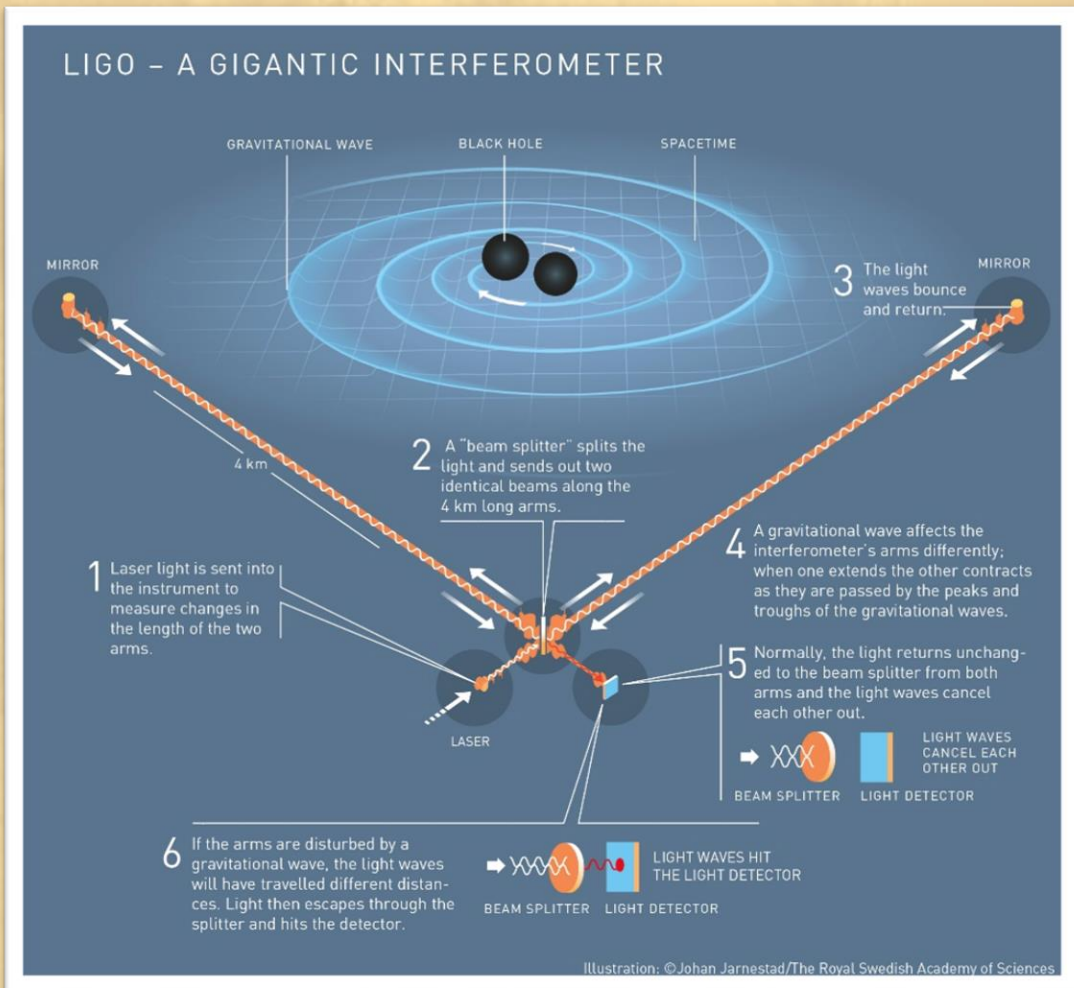 LIGO – A GIGANTIC INTERFEROMETER
GRAVITATIONAL WAVE
BLACK HOLE
SPACETIME
MIRROR
3 The light
waves bounce
and return.
MIRROR
4 km
2 A "beam splitter" splits the
light and sends out two
identical beams along the
4 km long arms.
1 Laser light is sent into
the instrument to
measure changes in
the length of the two
arms.
4 A gravitational wave affects the
interferometer's arms differently;
when one extends the other contracts
as they are passed by the peaks and
troughs of the gravitational waves.
5 Normally, the light returns unchang-
ed to the beam splitter from both
arms and the light waves cancel
each other out.
LASER
LIGHT WAVES
CANCEL EACH
OTHER OUT
BEAM SPLITTER
LIGHT DETECTOR
6 If the arms are disturbed by a
gravitational wave, the light waves
will have travelled different distan-
ces. Light then escapes through the
splitter and hits the detector.
LIGHT WAVES HIT
THE LIGHT DETECTOR
BEAM SPLITTER
LIGHT DETECTOR
Illustration: ©Johan Jarnestad/The Royal Swedish Academy of Sciences